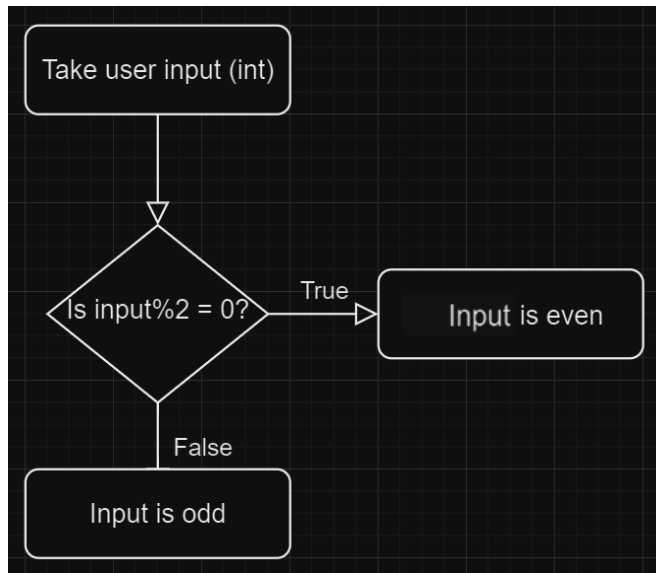 Take user input (int)
Is input%2 = 0?
True
Input is even
False
Input is odd